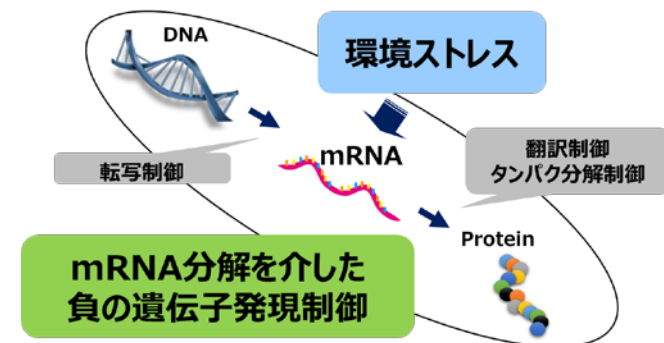 DNA
環境ストレス
mRNA
転写制御
翻訳制御
タンパク分解制御
Protein
mRNA分解を介した
負の遺伝子発現制御